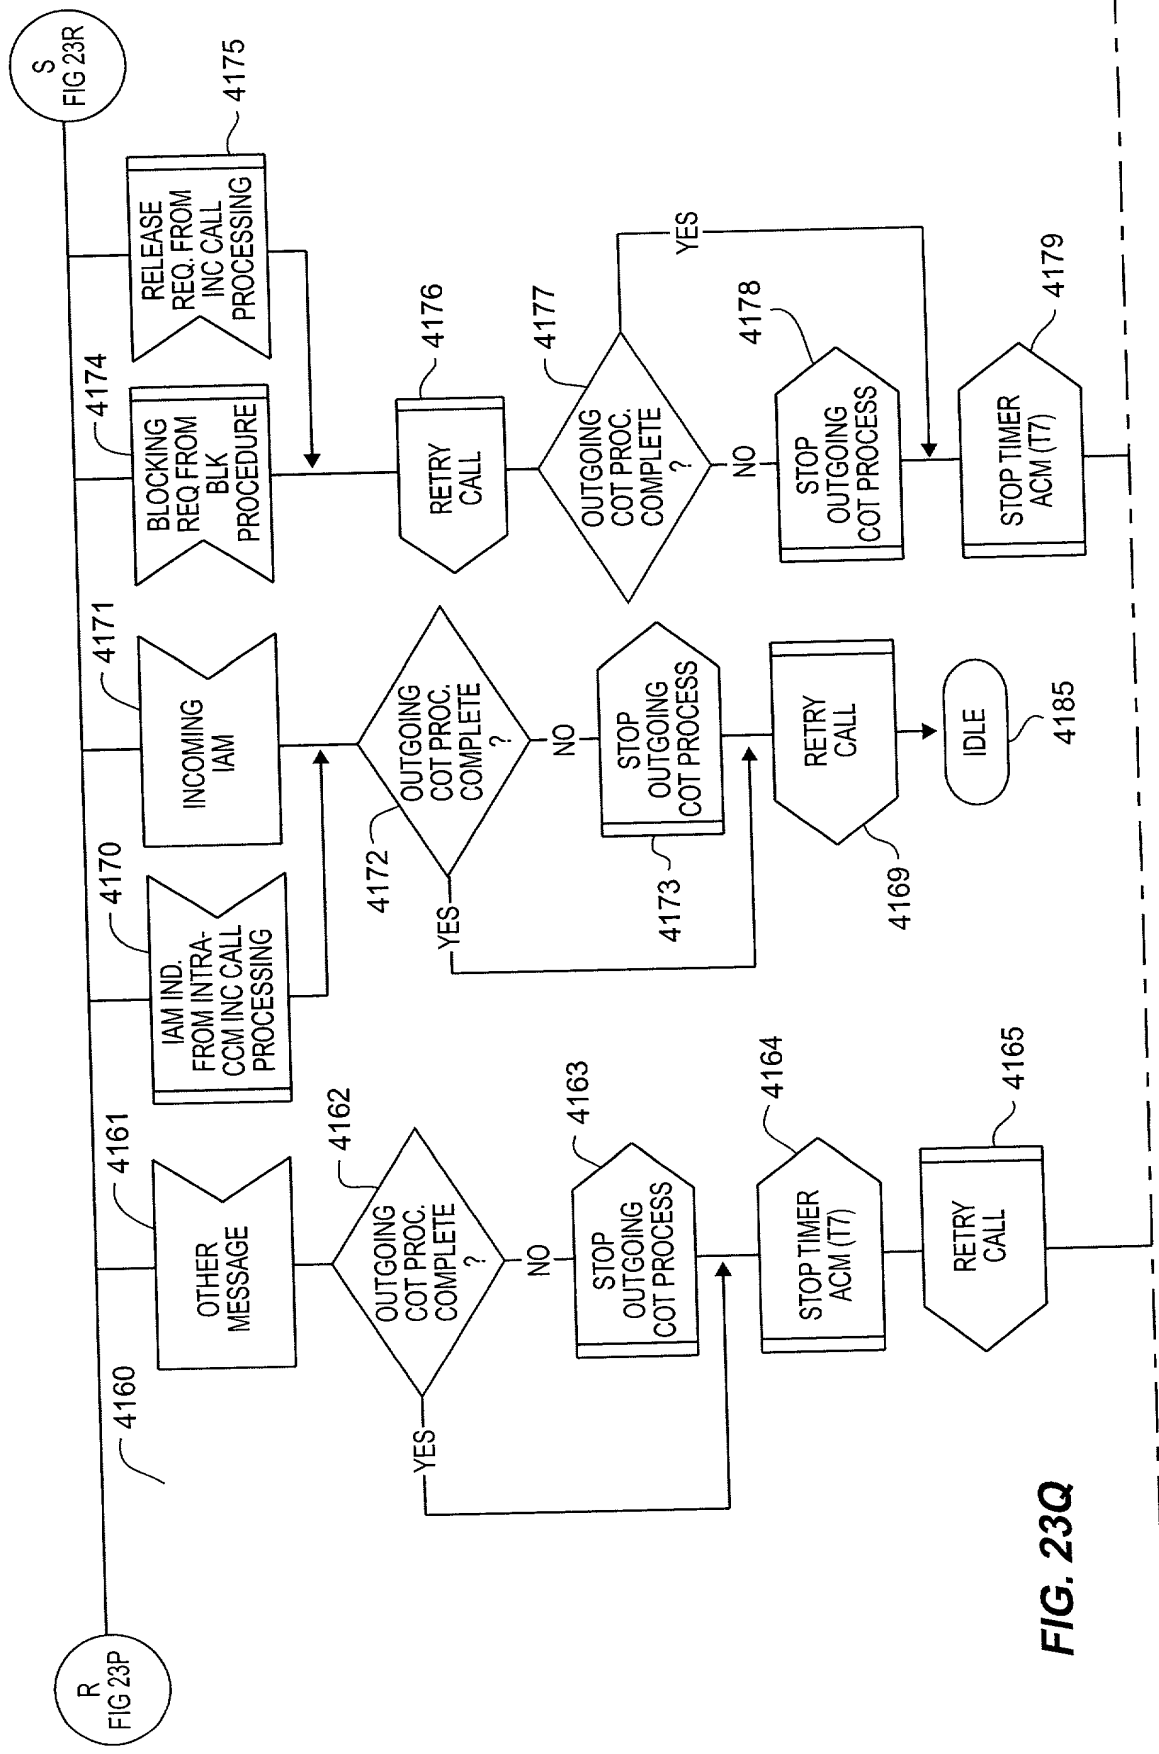 R
FIG 23P
S
FIG 23R
4160
4161
OTHER
MESSAGE
4162
OUTGOING
COT PROC.
COMPLETE
?
YES
NO
4163
STOP
OUTGOING
COT PROCESS
4164
STOP TIMER
ACM (T7)
4165
RETRY
CALL
4170
IAM IND.
FROM INTRA-
CCM INC CALL
PROCESSING
4171
INCOMING
IAM
4172
OUTGOING
COT PROC.
COMPLETE
?
YES
NO
4173
STOP
OUTGOING
COT PROCESS
4169
RETRY
CALL
IDLE
4185
4174
BLOCKING
REQ FROM
BLK
PROCEDURE
4175
RELEASE
REQ. FROM
INC CALL
PROCESSING
4176
RETRY
CALL
4177
OUTGOING
COT PROC.
COMPLETE
?
YES
NO
4178
STOP
OUTGOING
COT PROCESS
4179
STOP TIMER
ACM (T7)
FIG. 23Q